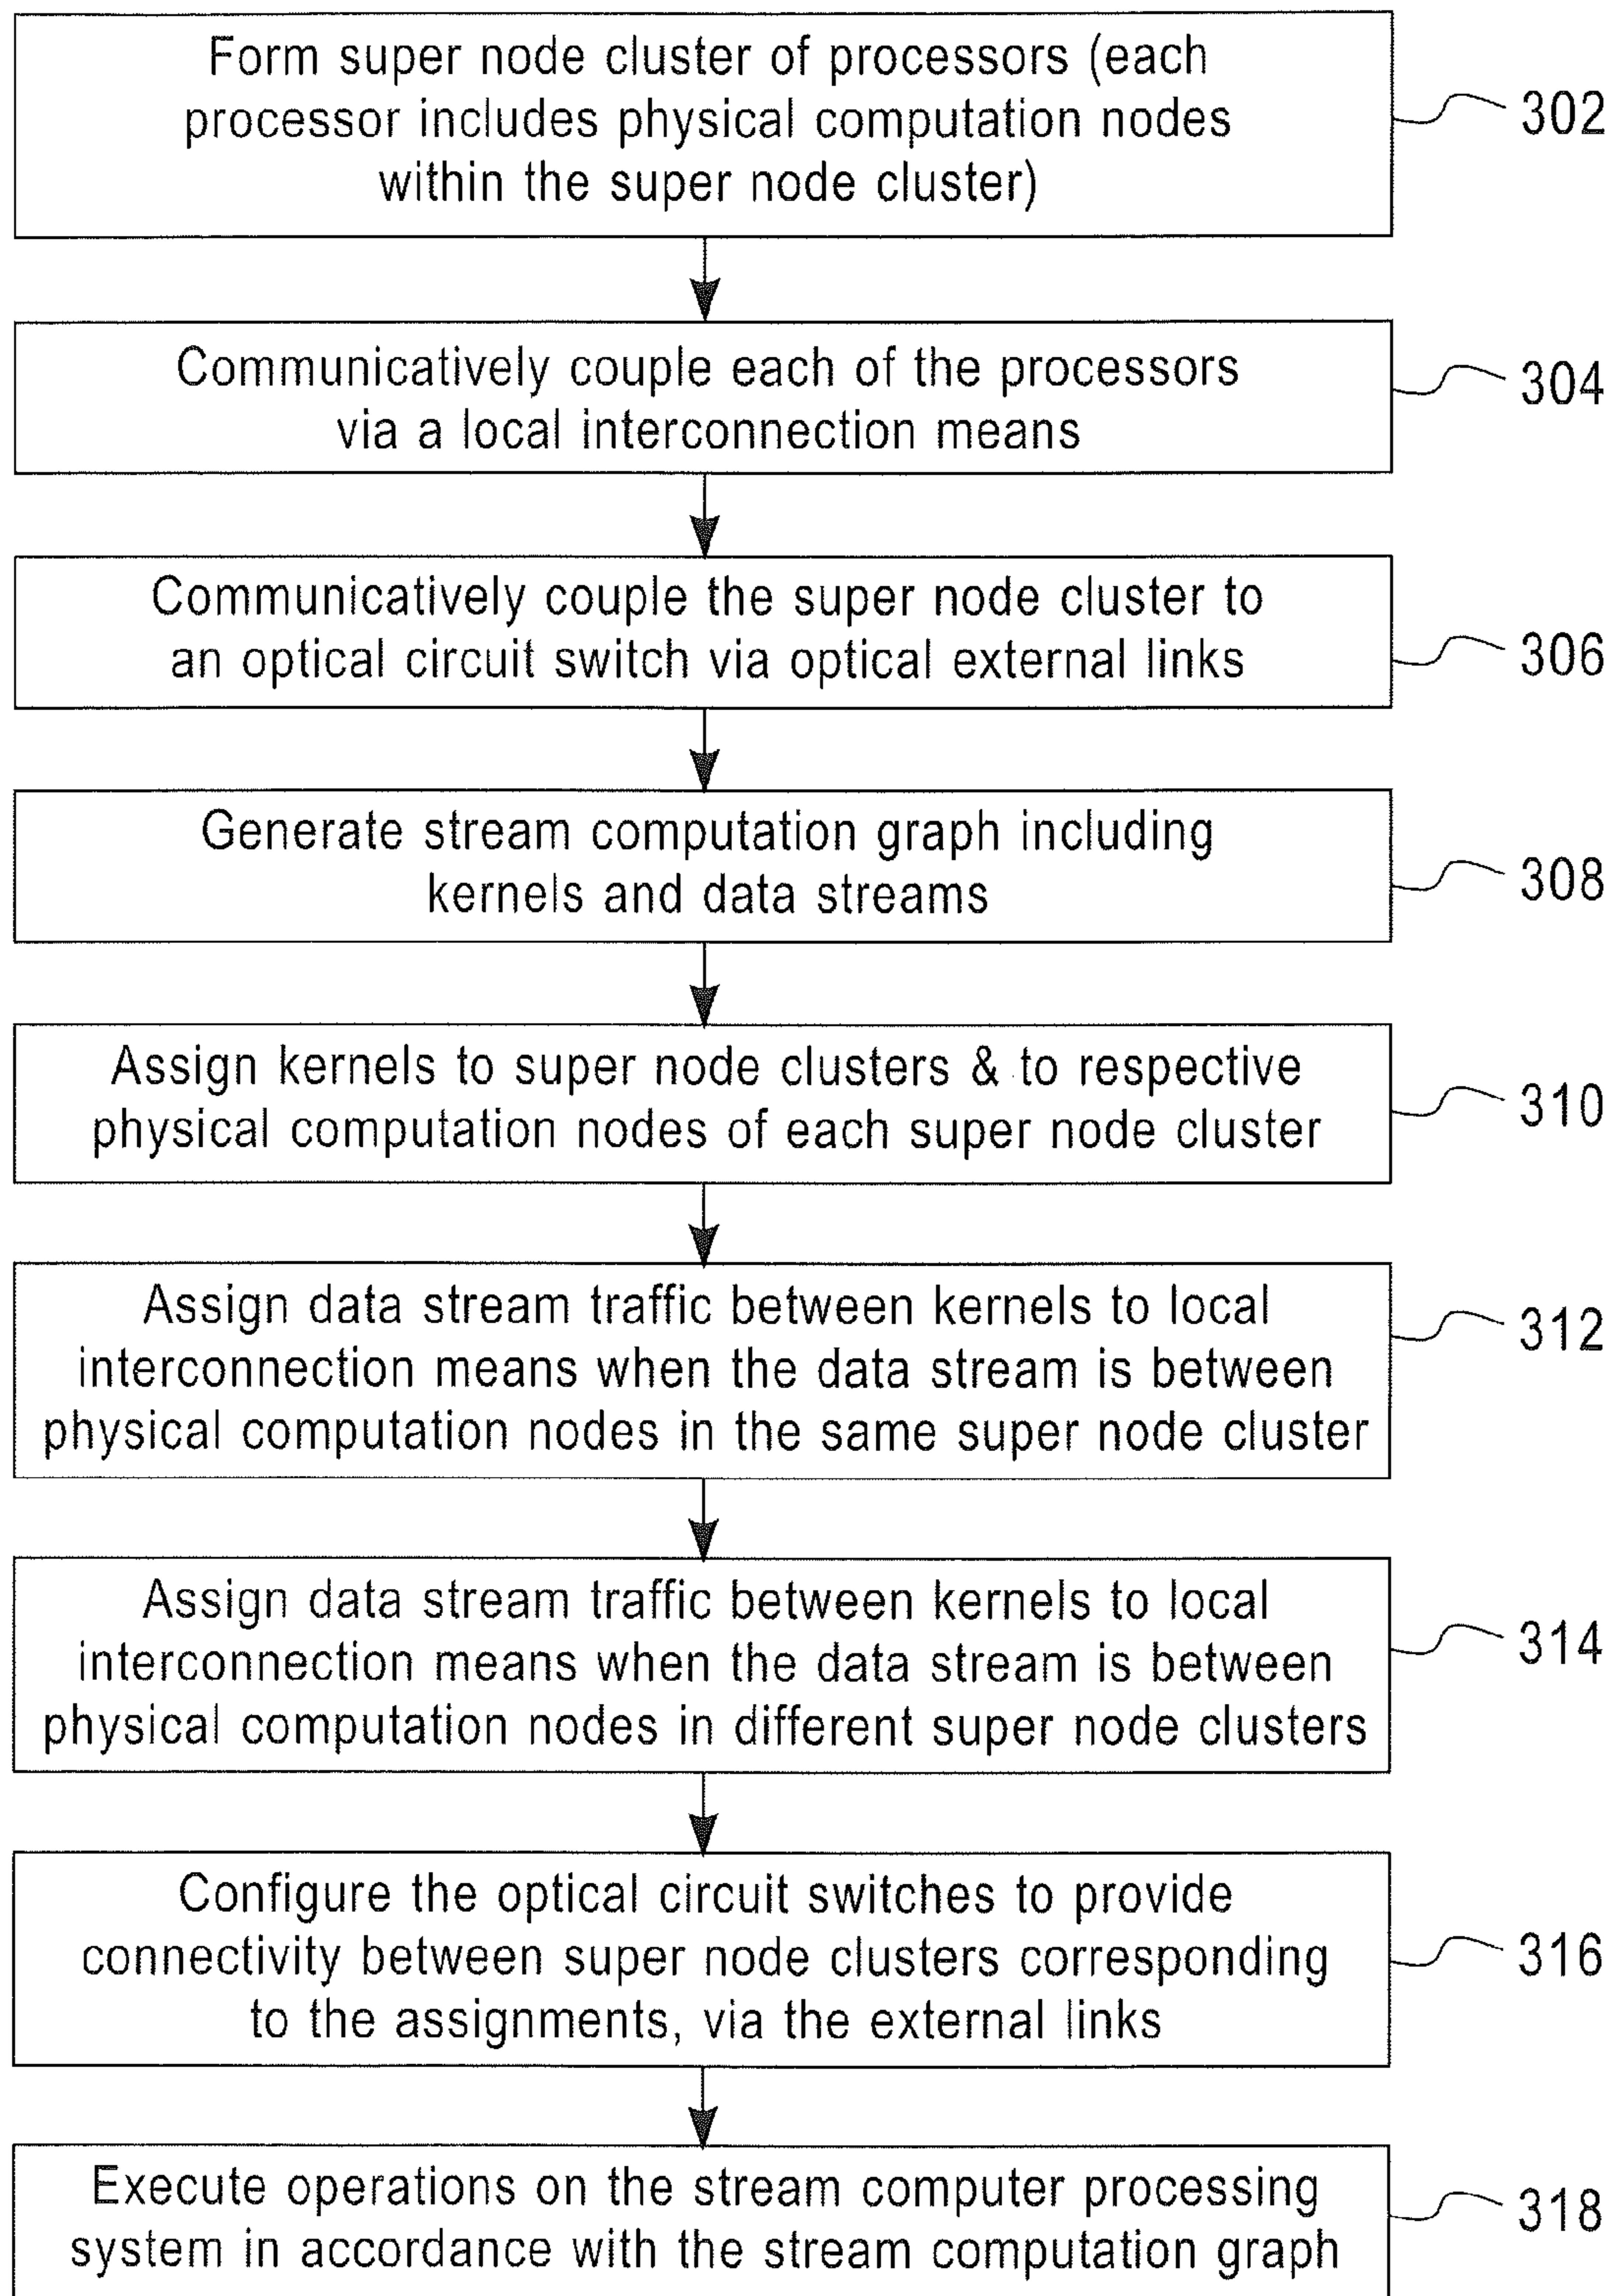 Form super node cluster of processors (each
processor includes physical computation nodes
within the super node cluster)
302
Communicatively couple each of the processors
via a local interconnection means
304
Communicatively couple the super node cluster to
an optical circuit switch via optical external links
306
Generate stream computation graph including
kernels and data streams
308
Assign kernels to super node clusters & to respective
physical computation nodes of each super node cluster
310
Assign data stream traffic between kernels to local
interconnection means when the data stream is between
physical computation nodes in the same super node cluster
312
Assign data stream traffic between kernels to local
interconnection means when the data stream is between
physical computation nodes in different super node clusters
314
Configure the optical circuit switches to provide
connectivity between super node clusters corresponding
to the assignments, via the external links
316
Execute operations on the stream computer processing
system in accordance with the stream computation graph
318